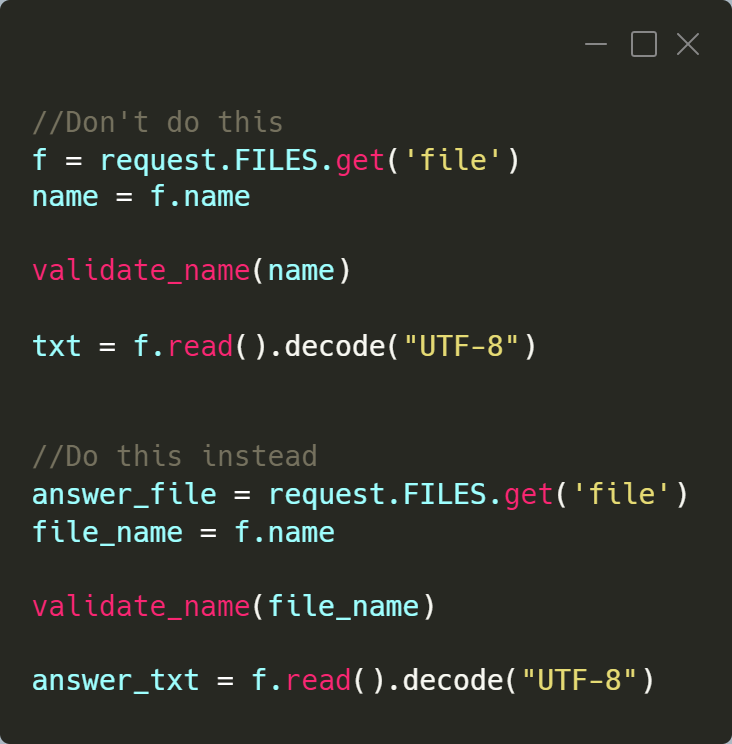 //Don't do this
f = request.FILES.get('file')
name = f.name
validate_name(name)
txt = f.read().decode("UTF-8")
//Do this instead
answer_file = request.FILES.get('file')
file_name = f.name
validate_name(file_name)
answer_txt = f.read().decode("UTF-8")